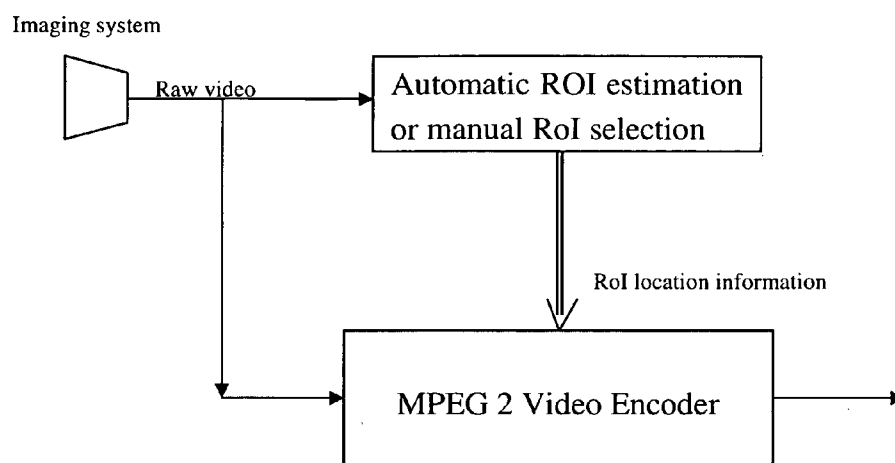 Imaging system
Raw video
Automatic ROI estimation
or manual RoI selection
RoI location information
MPEG 2 Video Encoder